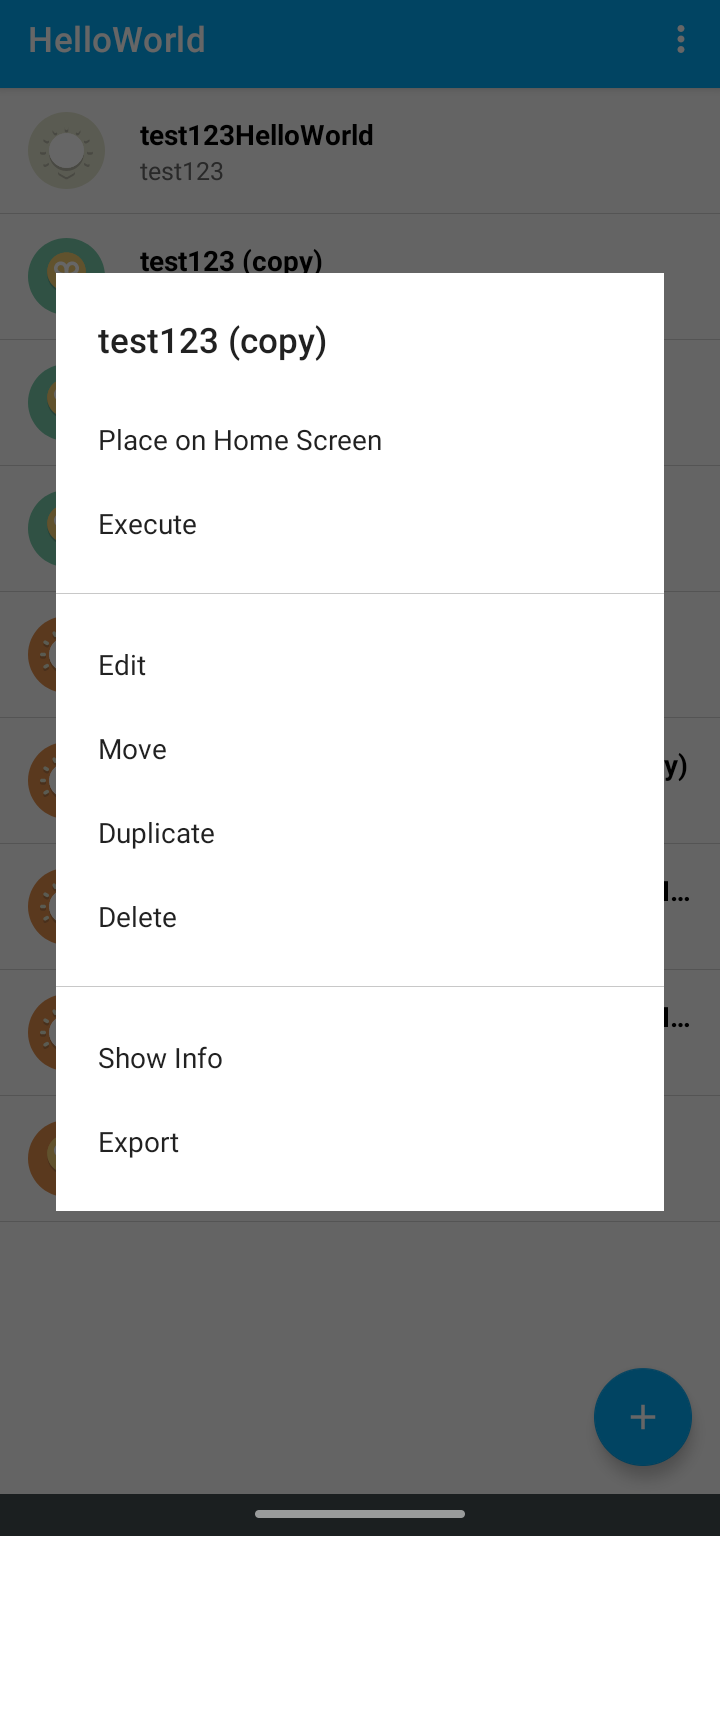 HelloWorld
test123HelloWorld
test123
test123 (copy)
test123 (copy)
Place on Home Screen
Execute
Edit
Move
y)
Duplicate
Delete
Show Info
Export